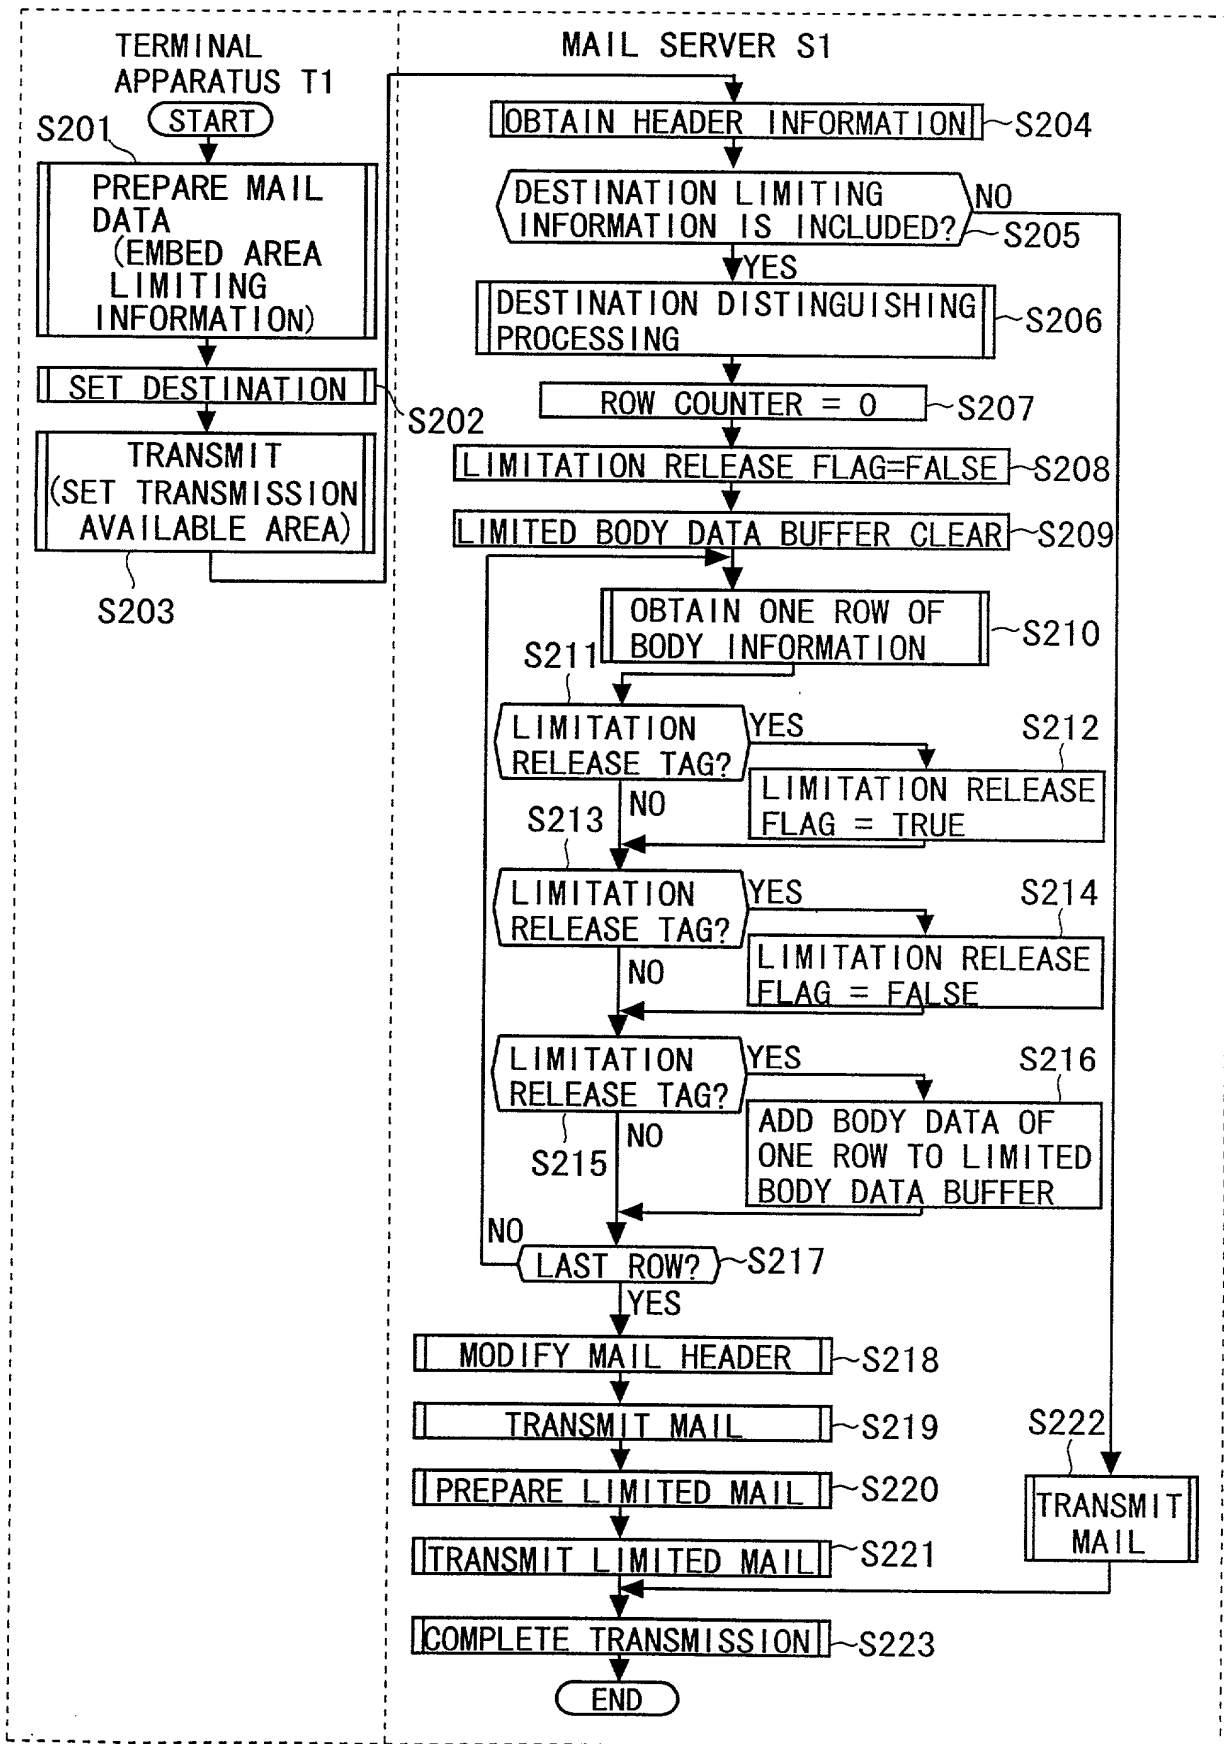 TERMINAL
APPARATUS T1
START
S201
PREPARE MAIL
DATA
(EMBED AREA
LIMITING
INFORMATION)
SET DESTINATION
S202
TRANSMIT
(SET TRANSMISSION
AVAILABLE AREA)
S203
MAIL SERVER S1
OBTAIN HEADER INFORMATION
S204
DESTINATION LIMITING
INFORMATION IS INCLUDED?
NO
S205
YES
DESTINATION DISTINGUISHING
PROCESSING
S206
ROW COUNTER = 0
S207
LIMITATION RELEASE FLAG=FALSE
S208
LIMITED BODY DATA BUFFER CLEAR
S209
OBTAIN ONE ROW OF
BODY INFORMATION
S210
S211
LIMITATION
RELEASE TAG?
YES
S212
LIMITATION RELEASE
FLAG = TRUE
NO
S213
LIMITATION
RELEASE TAG?
YES
S214
LIMITATION RELEASE
FLAG = FALSE
NO
LIMITATION
RELEASE TAG?
YES
S216
ADD BODY DATA OF
ONE ROW TO LIMITED
BODY DATA BUFFER
NO
S215
NO
LAST ROW?
S217
YES
MODIFY MAIL HEADER
S218
TRANSMIT MAIL
S219
PREPARE LIMITED MAIL
S220
TRANSMIT LIMITED MAIL
S221
S222
TRANSMIT
MAIL
COMPLETE TRANSMISSION
S223
END